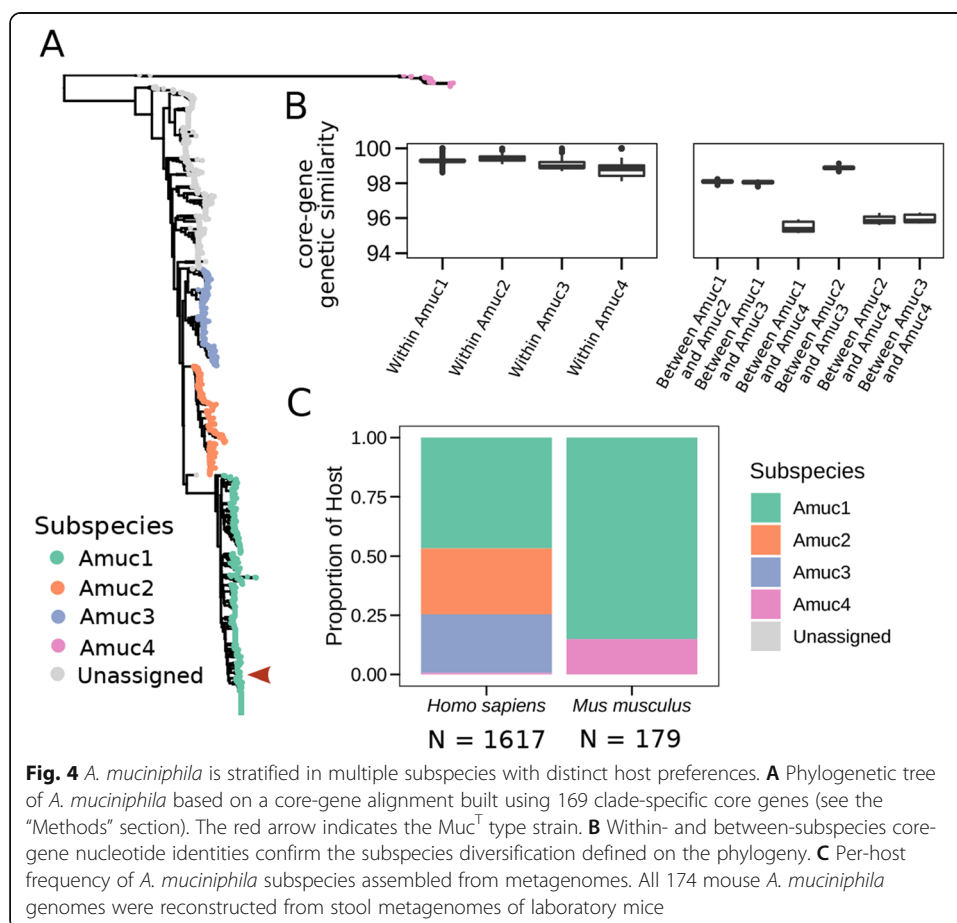 A
B
core-gene
genetic similarity
100
98
96
94
Within Amuc1
Within Amuc2
Within Amuc3
Within Amuc4
Between Amuc1
and Amuc2
Between Amuc1
and Amuc3
Between Amuc1
and Amuc4
Between Amuc2
and Amuc3
Between Amuc2
and Amuc4
Between Amuc3
and Amuc4
Subspecies
Amuc1
Amuc2
Amuc3
Amuc4
Unassigned
C
Proportion of Host
1.00
0.75
0.50
0.25
0.00
Homo sapiens
Mus musculus
N = 1617
N = 179
Subspecies
Amuc1
Amuc2
Amuc3
Amuc4
Unassigned
Fig. 4 A. muciniphila is stratified in multiple subspecies with distinct host preferences. A Phylogenetic tree
of A. muciniphila based on a core-gene alignment built using 169 clade-specific core genes (see the
“Methods” section). The red arrow indicates the Muc^T type strain. B Within- and between-subspecies core-
gene nucleotide identities confirm the subspecies diversification defined on the phylogeny. C Per-host
frequency of A. muciniphila subspecies assembled from metagenomes. All 174 mouse A. muciniphila
genomes were reconstructed from stool metagenomes of laboratory mice